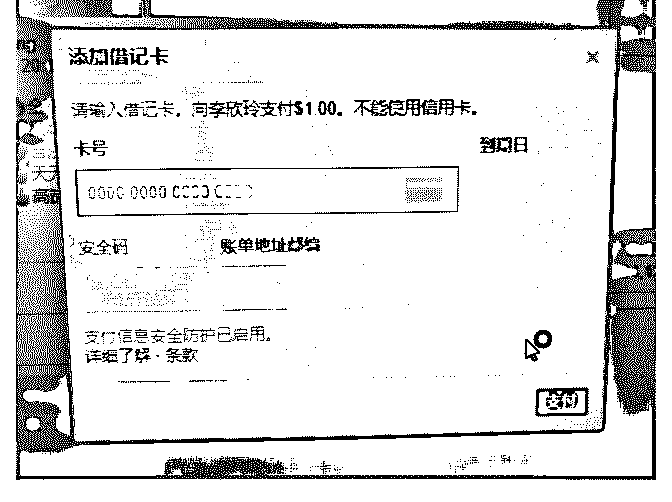 添加借记卡
请输入借记卡，向李欣玲支付$1.00。不能使用信用卡。
卡号 到期日
0000 0000 0000 0000
安全码 账单地址邮编
支付信息安全防护已启用。
详细了解 · 条款
支付